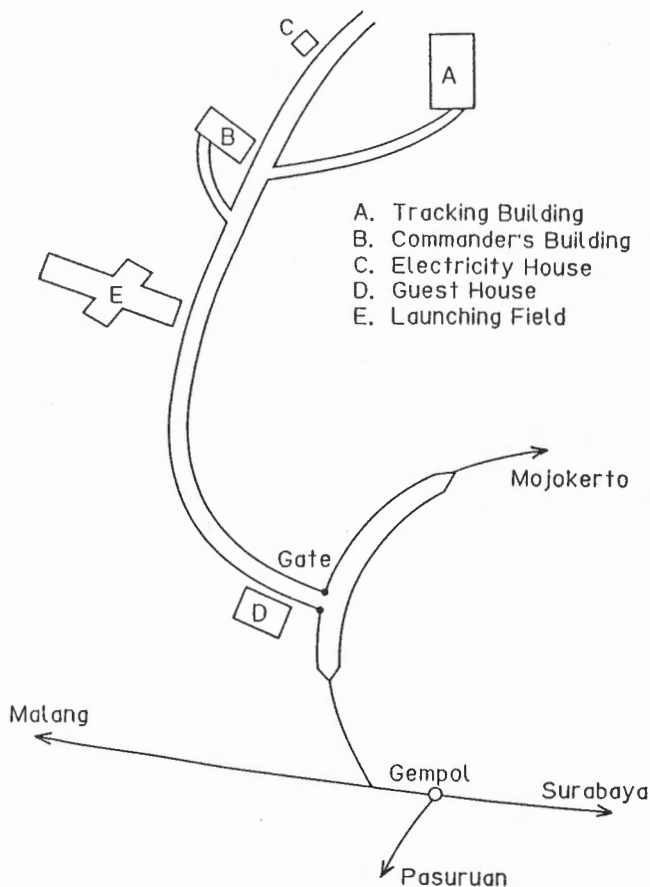 C
A
B
A. Tracking Building
B. Commander's Building
C. Electricity House
D. Guest House
E. Launching Field
E
Mojokerto
Gate
D
Malang
Gempol
Surabaya
Pasuruan